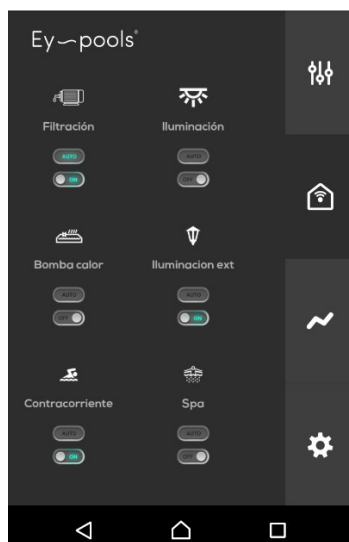 Ey-pools®
Filtración
Iluminación
AUTO
AUTO
ON
OFF
Bomba calor
Iluminacion ext
AUTO
AUTO
OFF
ON
Contracorriente
Spa
AUTO
AUTO
ON
OFF